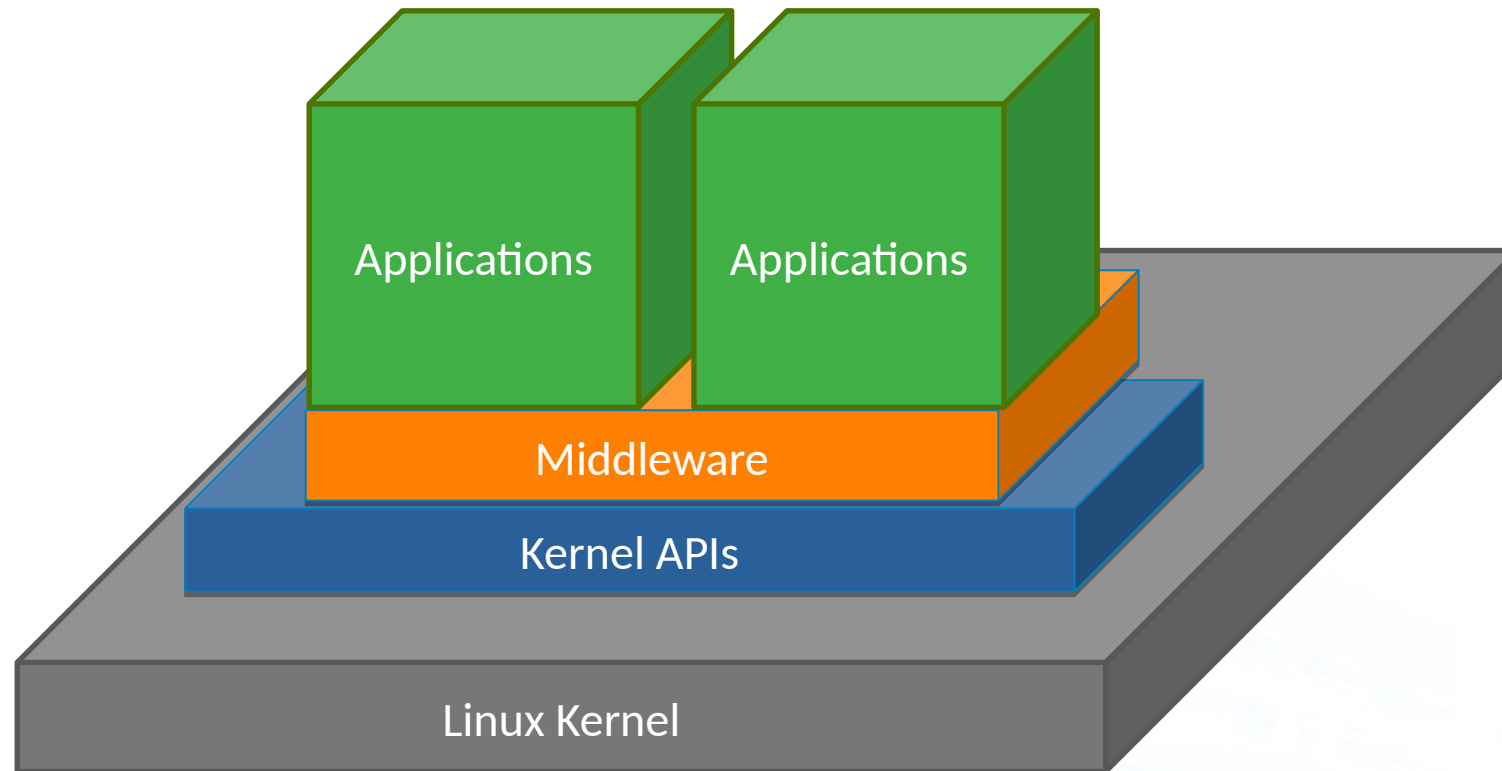 Applications
Applications
Middleware
Kernel APIs
Linux Kernel